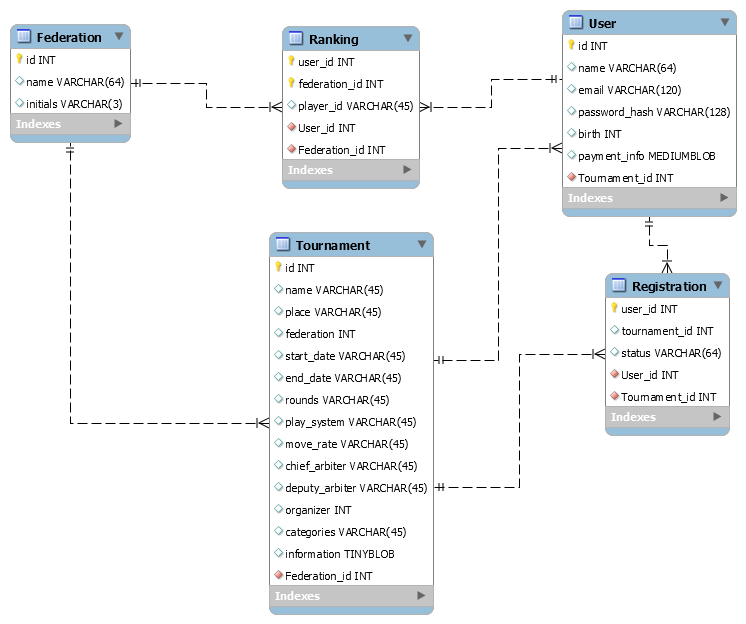 Federation
id INT
name VARCHAR(64)
initials VARCHAR(3)
Indexes
Ranking
user_id INT
federation_id INT
player_id VARCHAR(45)
User_id INT
Federation_id INT
Indexes
User
id INT
name VARCHAR(64)
email VARCHAR(120)
password_hash VARCHAR(128)
birth INT
payment_info MEDIUMBLOB
Tournament_id INT
Indexes
Tournament
id INT
name VARCHAR(45)
place VARCHAR(45)
federation INT
start_date VARCHAR(45)
end_date VARCHAR(45)
rounds VARCHAR(45)
play_system VARCHAR(45)
move_rate VARCHAR(45)
chief_arbiter VARCHAR(45)
deputy_arbiter VARCHAR(45)
organizer INT
categories VARCHAR(45)
information TINYBLOB
Federation_id INT
Indexes
Registration
user_id INT
tournament_id INT
status VARCHAR(64)
User_id INT
Tournament_id INT
Indexes